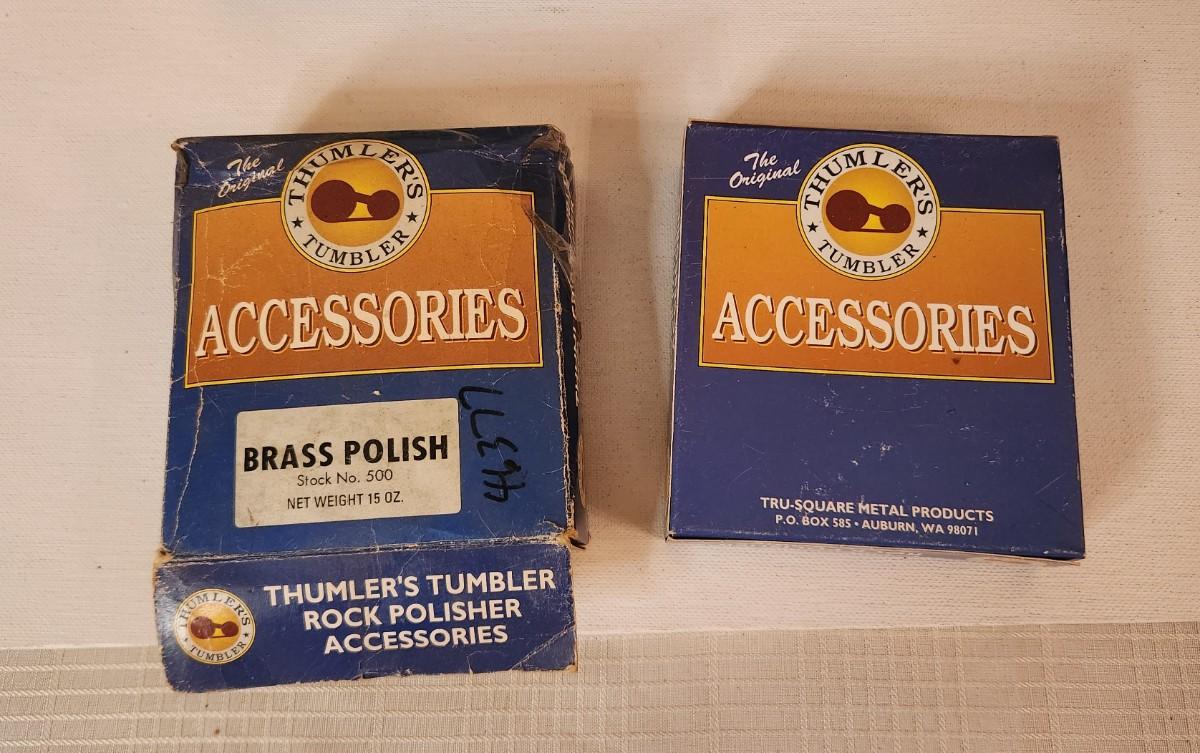 The
Original
THUMLER'S
TUMBLER
ACCESSORIES
BRASS POLISH
Stock No. 500
NET WEIGHT 15 OZ.
44377
THUMLER'S
TUMBLER
THUMLER'S TUMBLER
ROCK POLISHER
ACCESSORIES
The
Original
THUMLER'S
TUMBLER
ACCESSORIES
TRU-SQUARE METAL PRODUCTS
P.O. BOX 585 • AUBURN, WA 98071